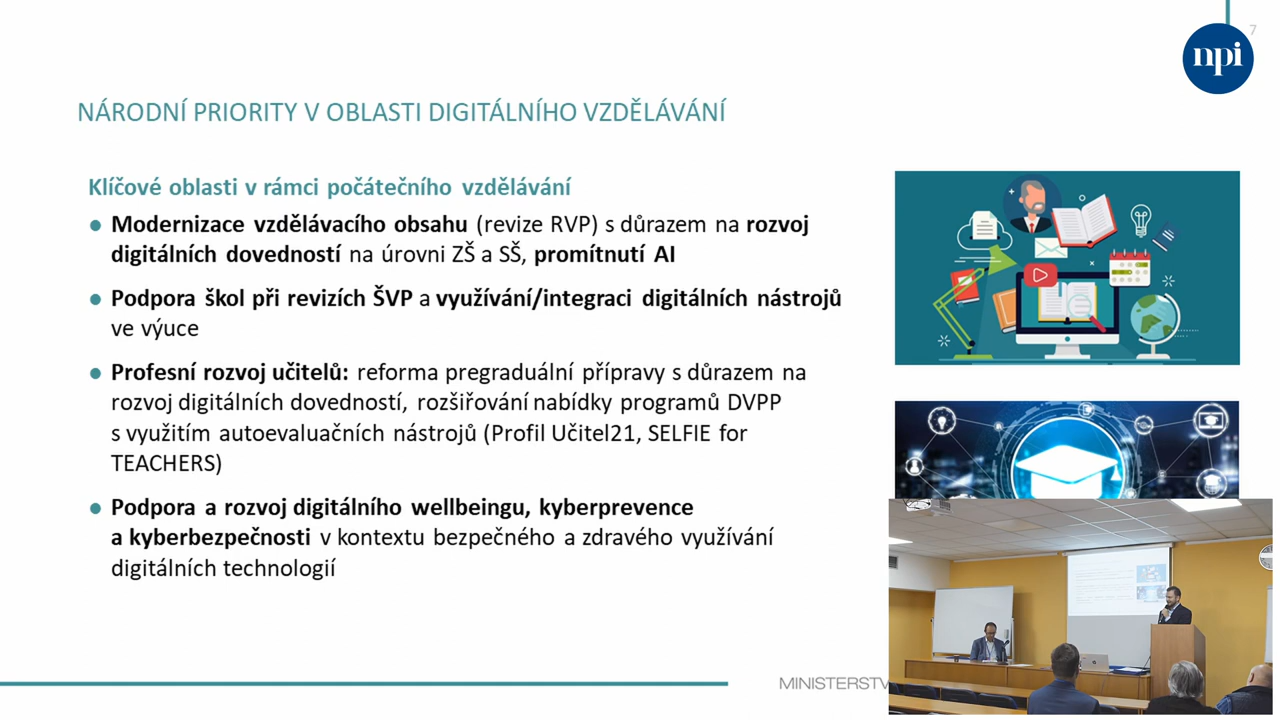 7
npi
NÁRODNÍ PRIORITY V OBLASTI DIGITÁLNÍHO VZDĚLÁVÁNÍ
Klíčové oblasti v rámci počátečního vzdělávání
● Modernizace vzdělávacího obsahu (revize RVP) s důrazem na rozvoj
digitálních dovedností na úrovni ZŠ a SŠ, promítnutí AI
● Podpora škol při revizích ŠVP a využívání/integraci digitálních nástrojů
ve výuce
● Profesní rozvoj učitelů: reforma pregraduální přípravy s důrazem na
rozvoj digitálních dovedností, rozšiřování nabídky programů DVPP
s využitím autoevaluačních nástrojů (Profil Učitel21, SELFIE for
TEACHERS)
● Podpora a rozvoj digitálního wellbeingu, kyberprevence
a kyberbezpečnosti v kontextu bezpečného a zdravého využívání
digitálních technologií
MINISTERSTV